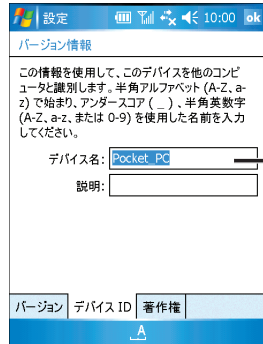 設定 10:00 ok
バージョン情報
この情報を使用して、このデバイスを他のコンピ
ュータと識別します。半角アルファベット (A-Z、a-
z) で始まり、アンダースコア ( _ ) 、半角英数字
(A-Z、a-z、または 0-9) を使用した名前を入力
してください。
デバイス名: Pocket_PC
説明:
バージョン デバイス ID 著作権
A